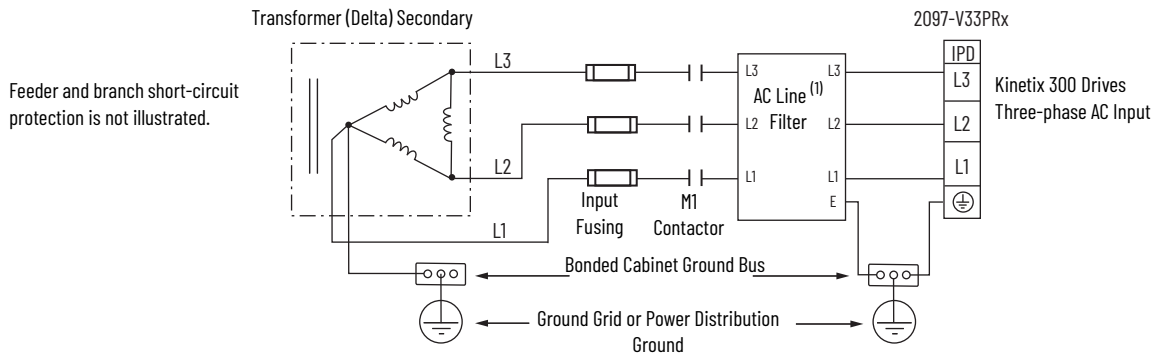 Transformer (Delta) Secondary
2097-V33PRx
Feeder and branch short-circuit
protection is not illustrated.
L3
L2
L1
Input
Fusing
M1
Contactor
L3
L2
L1
AC Line (1)
Filter
L3
L2
L1
E
IPD
L3
L2
L1
Kinetix 300 Drives
Three-phase AC Input
Bonded Cabinet Ground Bus
Ground Grid or Power Distribution
Ground